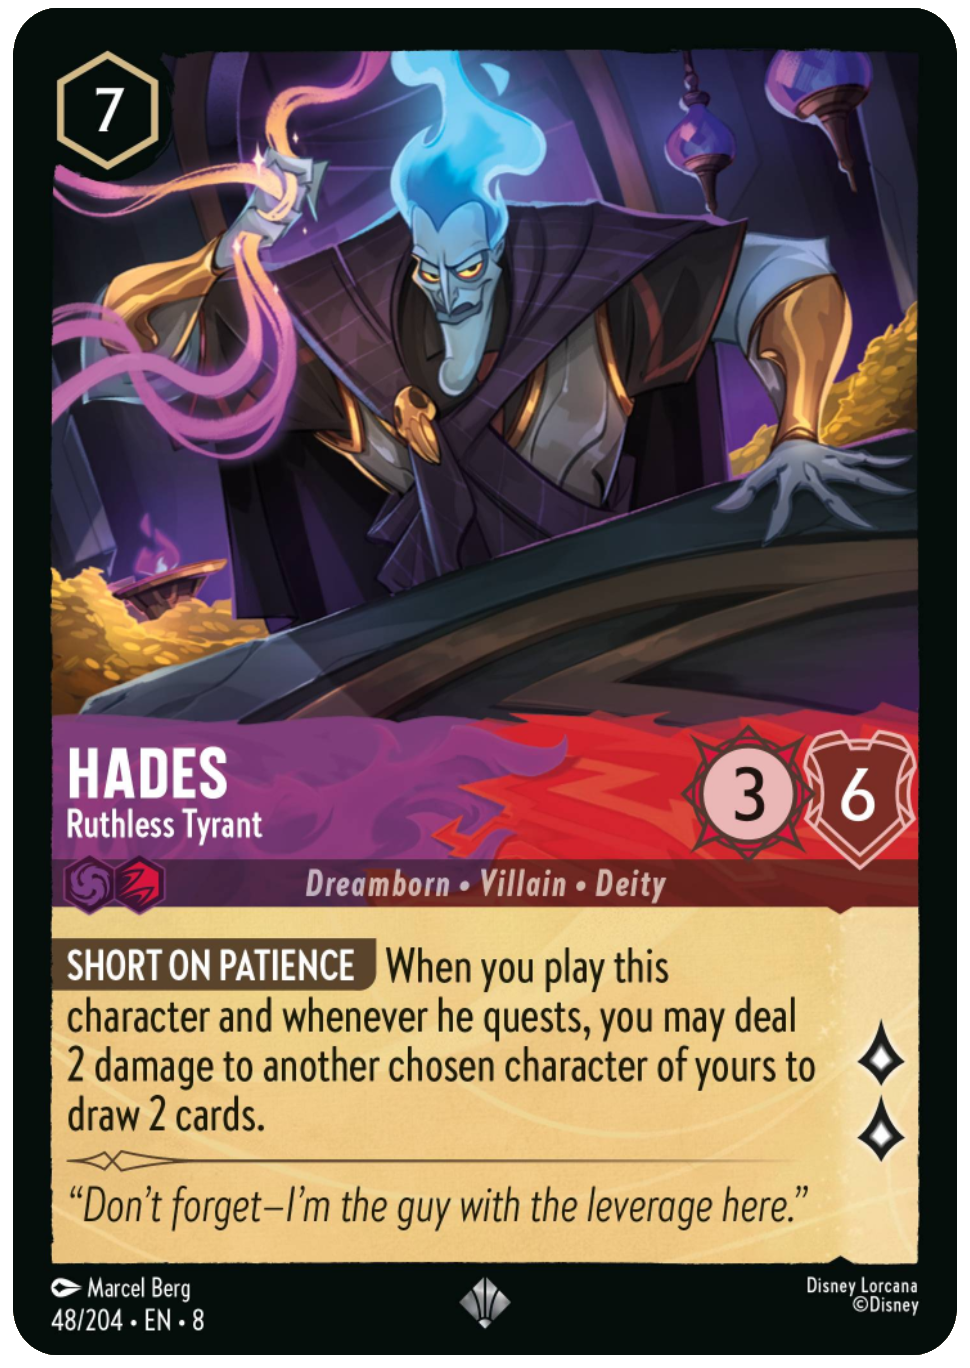 7
HADES
Ruthless Tyrant
3
6
Dreamborn • Villain • Deity
SHORT ON PATIENCE When you play this
character and whenever he quests, you may deal
2 damage to another chosen character of yours to
draw 2 cards.
“Don’t forget–I’m the guy with the leverage here.”
Marcel Berg
48/204 • EN • 8
Disney Lorcana
©Disney